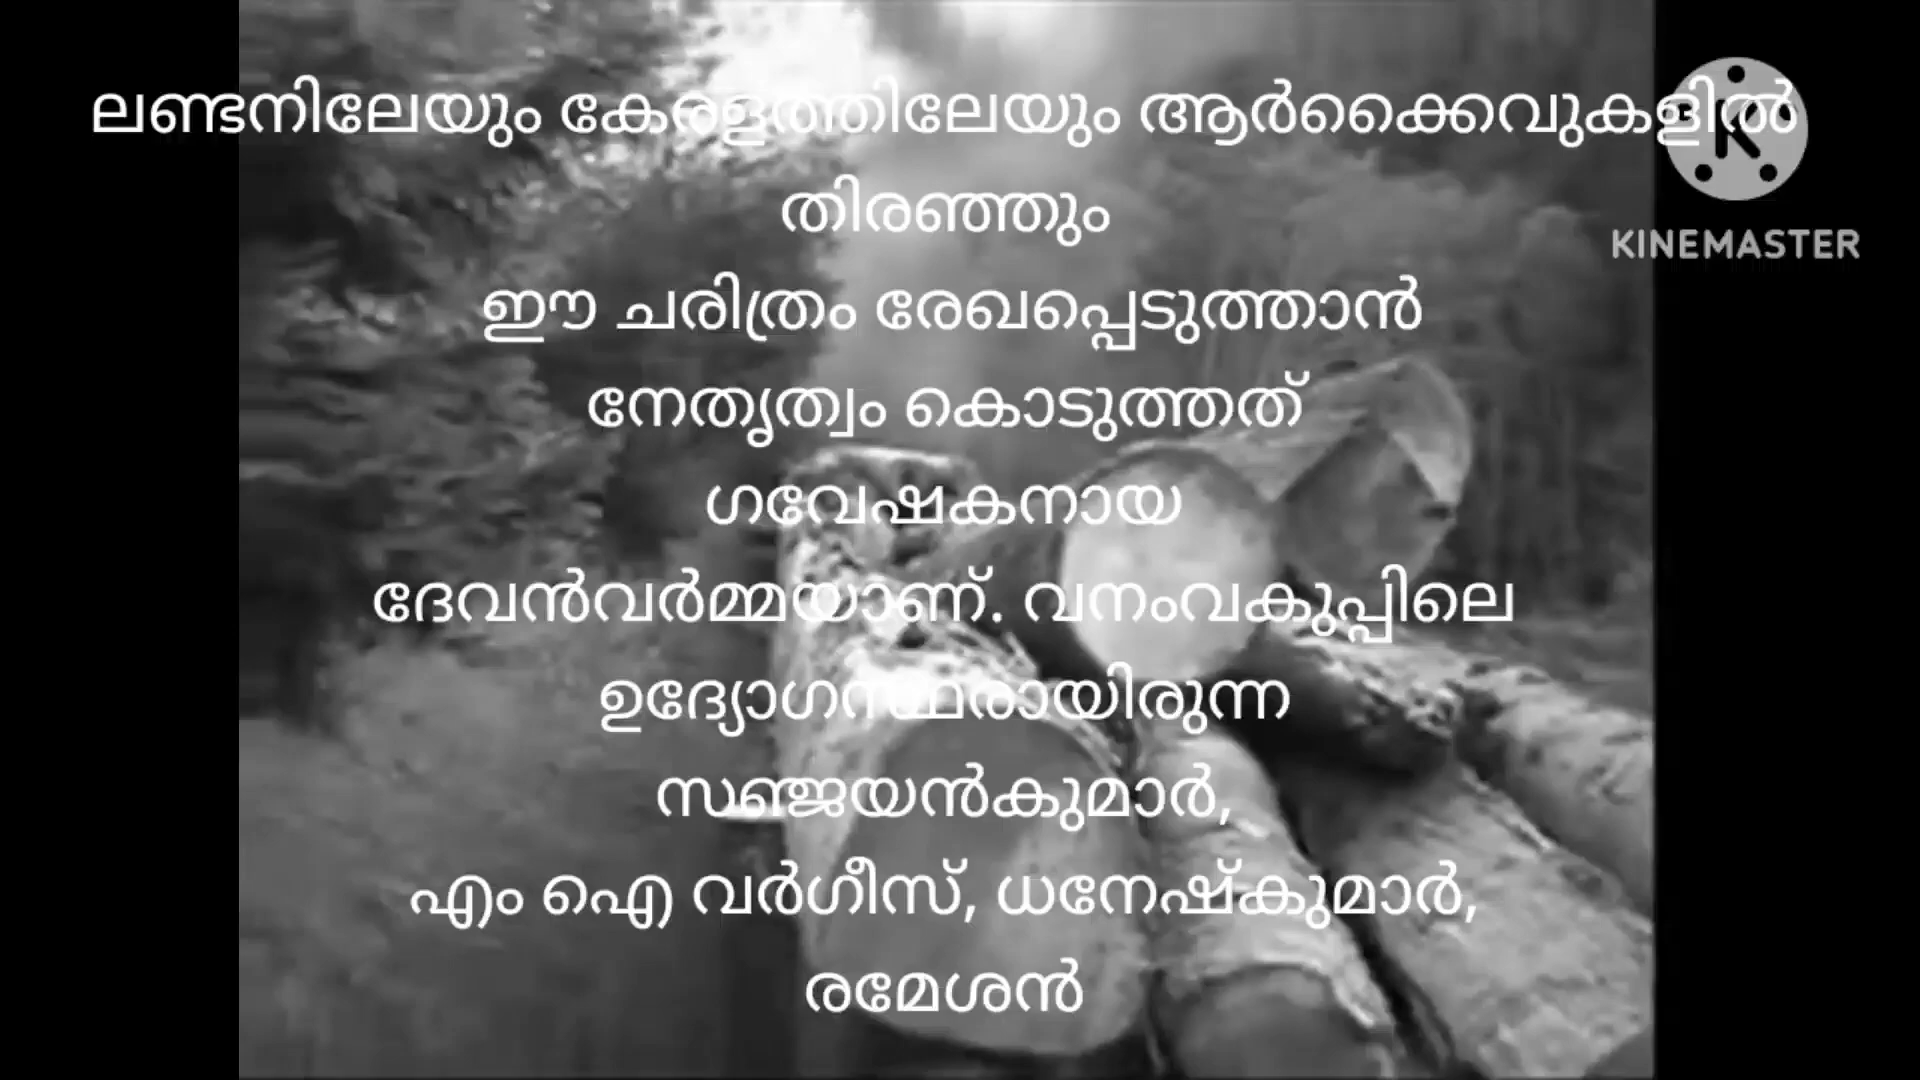 ലണ്ടനിലേയും കേരളത്തിലേയും ആർക്കൈവുകളിൽ
തിരഞ്ഞും
ഈ ചരിത്രം രേഖപ്പെടുത്താൻ
നേതൃത്വം കൊടുത്തത്
ഗവേഷകനായ
ദേവൻവർമ്മയാണ്. വനംവകുപ്പിലെ
ഉദ്യോഗസ്ഥരായിരുന്ന
സഞ്ജയൻകുമാർ,
എം ഐ വർഗീസ്, ധനേഷ്കുമാർ,
രമേശൻ
KINEMASTER